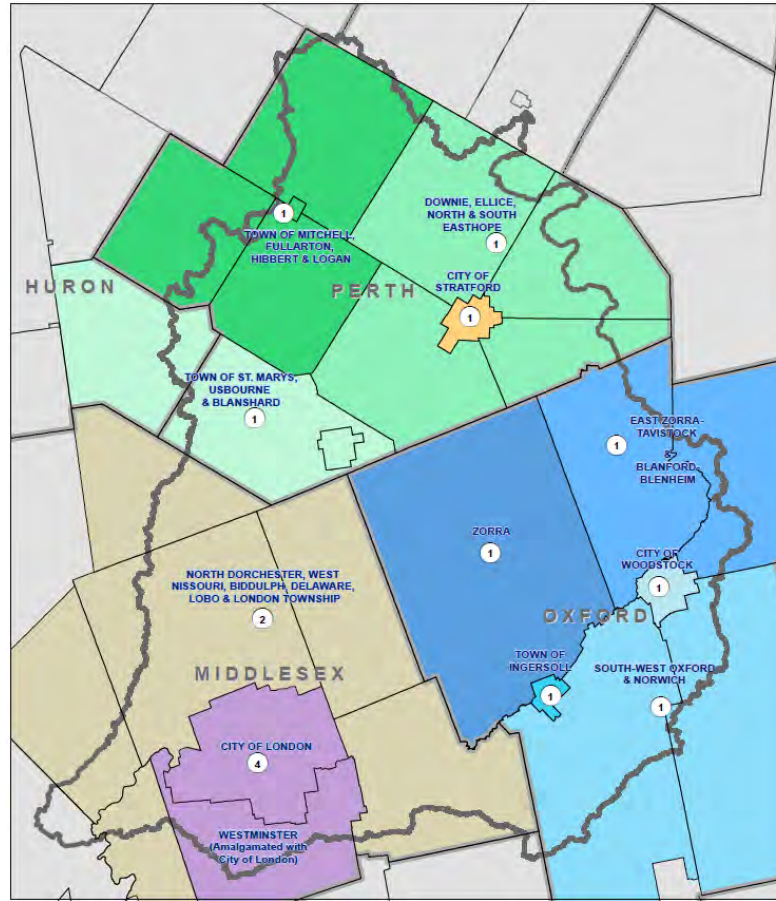 DOWNIE, ELLICE,
NORTH & SOUTH
EASTHOPE
1
1
TOWN OF MITCHELL,
FULLARTON,
HIBBERT & LOGAN
CITY OF
STRATFORD
1
HURON
PERTH
TOWN OF ST. MARYS,
USBOURNE
& BLANSHARD
1
EAST ZORRA-
TAVISTOCK
1
&
BLANFORD-
BLENHEIM
ZORRA
1
CITY OF
WOODSTOCK
1
NORTH DORCHESTER, WEST
NISSOURI, BIDDULPH, DELAWARE,
LOBO & LONDON TOWNSHIP
2
OXFORD
TOWN OF
INGERSOLL
1
SOUTH-WEST OXFORD
& NORWICH
1
MIDDLESEX
CITY OF LONDON
4
WESTMINSTER
(Amalgamated with
City of London)